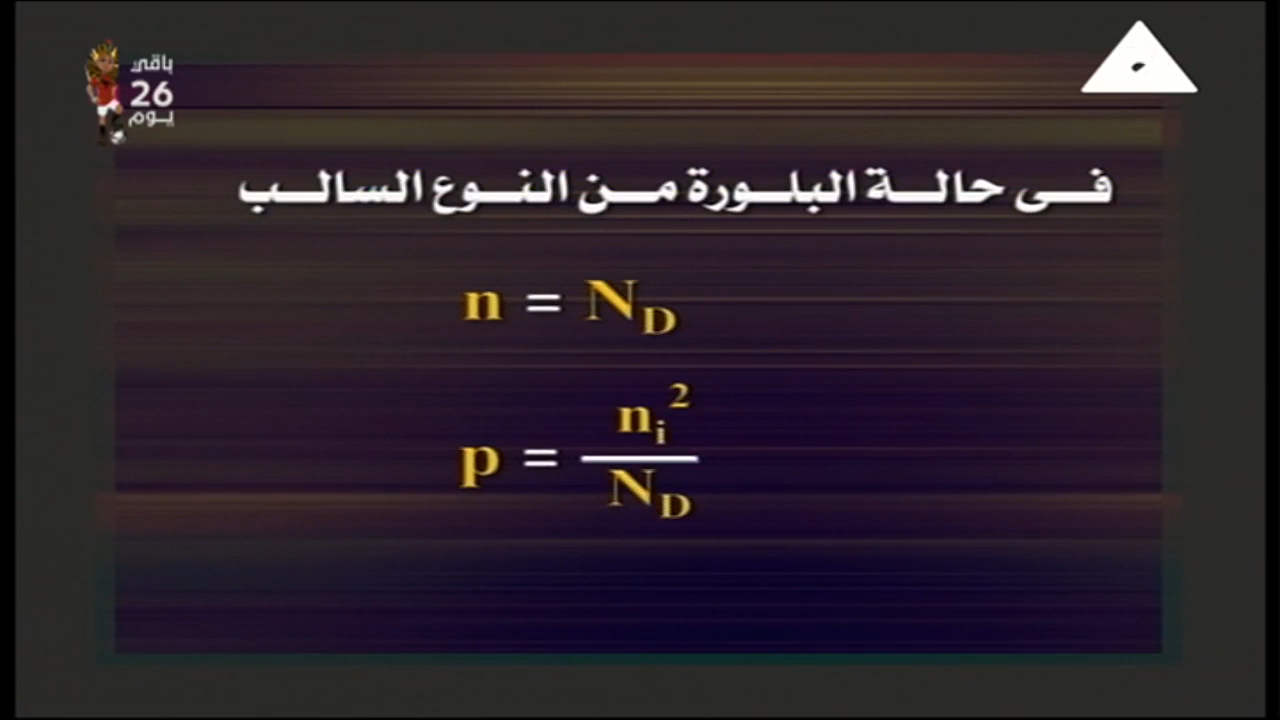 باقي
26
يوم
فى حالة البلورة من النوع السالب
n = N_D
p = n_i^2 / N_D